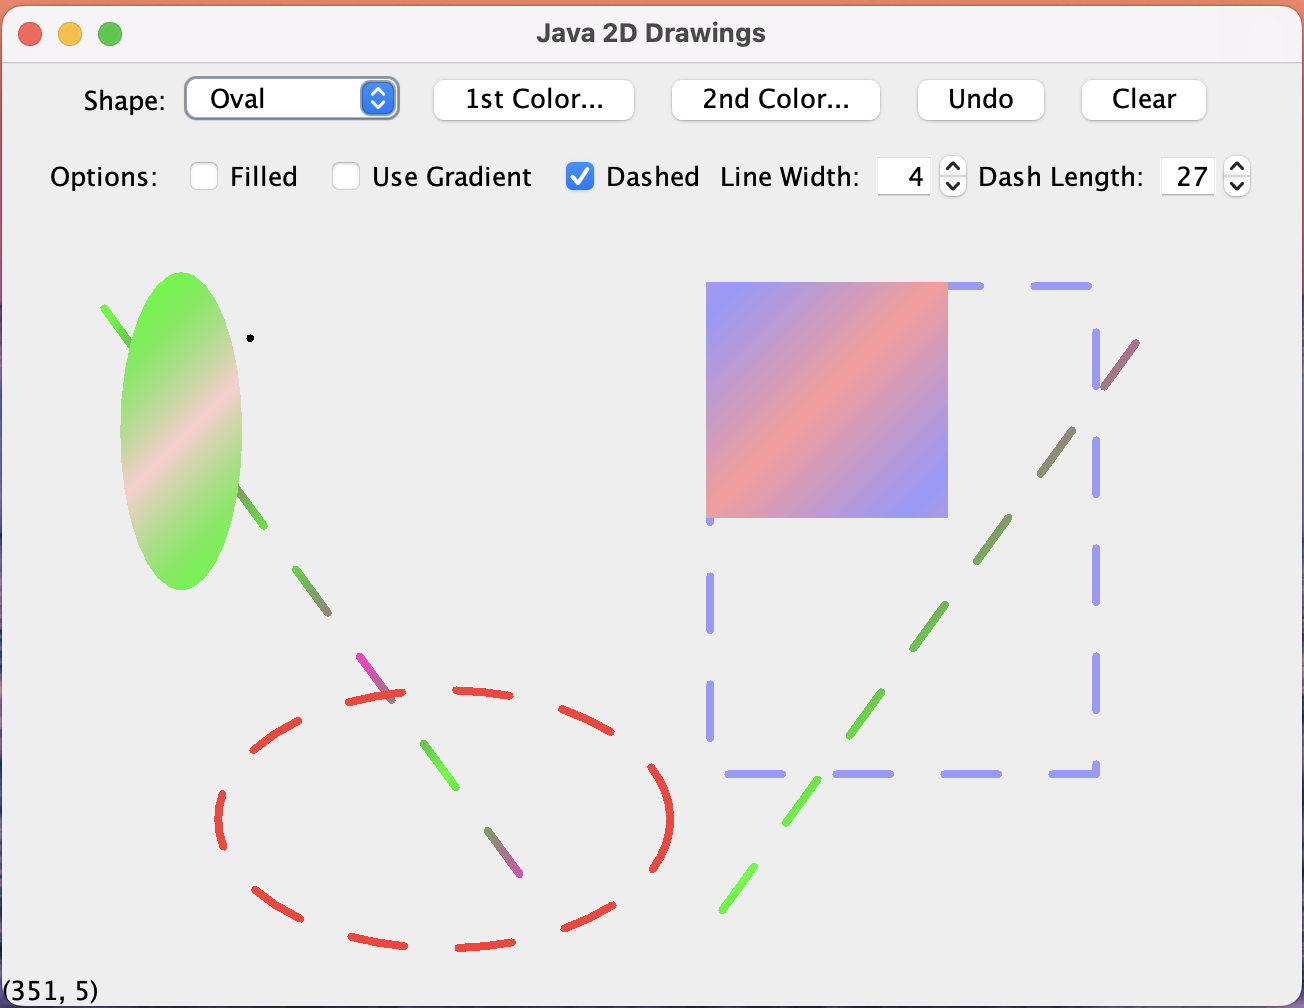 Java 2D Drawings
Shape: Oval 1st Color... 2nd Color... Undo Clear
Options: Filled Use Gradient Dashed Line Width: 4 Dash Length: 27
(351, 5)